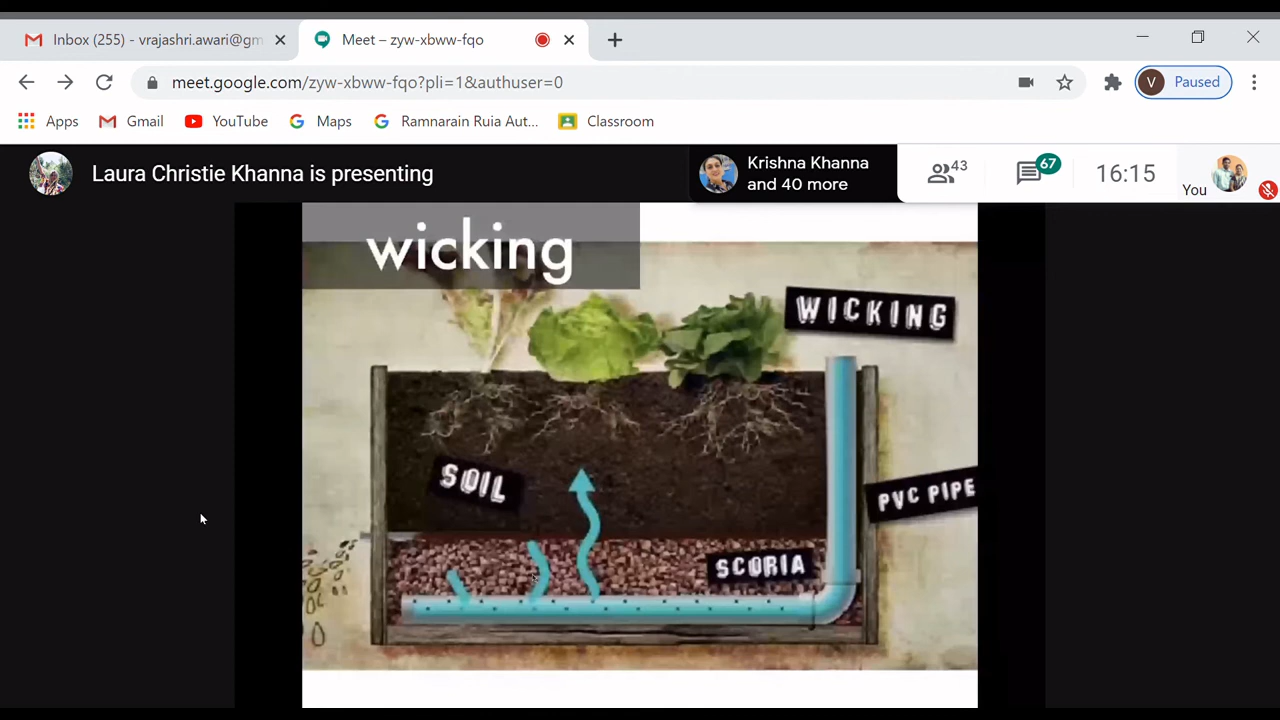 Inbox (255) - vrajashri.awari@gm
Meet – zyw-xbww-fqo
meet.google.com/zyw-xbww-fqo?pli=1&authuser=0
V Paused
Apps Gmail YouTube Maps Ramnarain Ruia Aut... Classroom
Laura Christie Khanna is presenting
Krishna Khanna
and 40 more
43
67
16:15
You
wicking
WICKING
SOIL
PVC PIPE
SCORIA